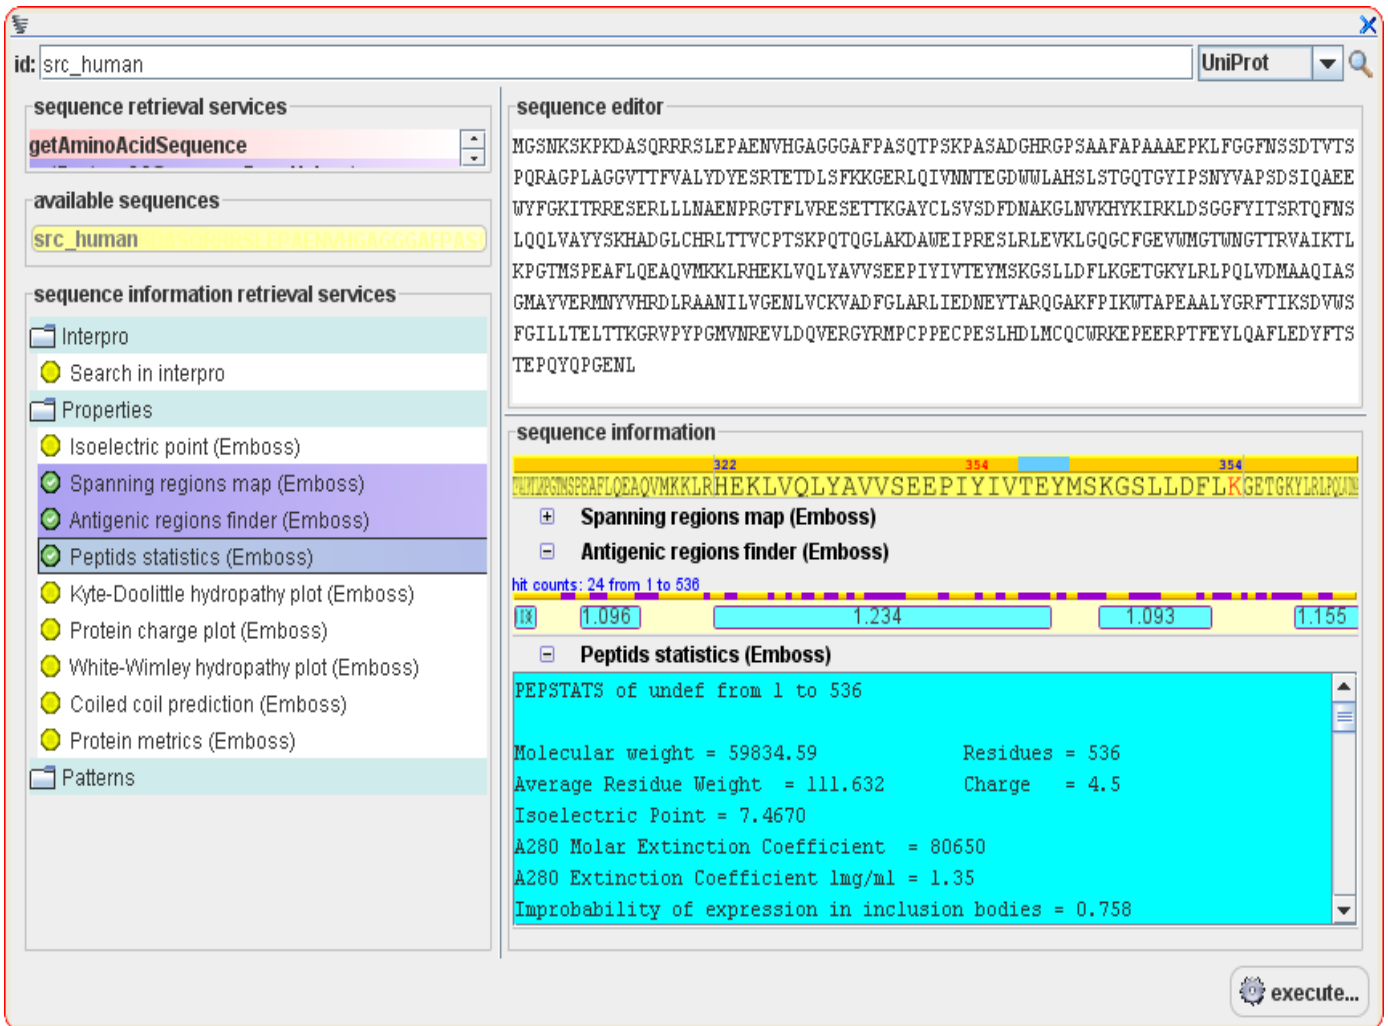 id: src_human UniProt
sequence retrieval services
getAminoAcidSequence
available sequences
src_human
sequence information retrieval services
Interpro
Search in interpro
Properties
Isoelectric point (Emboss)
Spanning regions map (Emboss)
Antigenic regions finder (Emboss)
Peptids statistics (Emboss)
Kyte-Doolittle hydropathy plot (Emboss)
Protein charge plot (Emboss)
White-Wimley hydropathy plot (Emboss)
Coiled coil prediction (Emboss)
Protein metrics (Emboss)
Patterns
sequence editor
MGSNKSKPKDASQRRRSLEPAENVHGAGGGAFPASQTPSKPASADGHRGPSAAFAPAAAEPKLFGGFNSSDTVTS
PQRAGPLAGGVTTFVALYDYESRTETDLSFKKGERLQIVNNTEGDWWLAHSLSTGQTGYIPSNYVAPSDSIQAEE
WYFGKITRRESERLLLNAENPRGTFLVRESETTKGAYCLSVSDFDNAKGLNVKHYKIRKLDSGGFYITSRTQFNS
LQQLVAYYSKHADGLCHRLTTVCPTSKPQTQGLAKDAWEIPRESLRLEVKLGQGCFGEVWMGTWNGTTRVAIKTL
KPGTMSPEAFLQEAQVMKKLRHEKLVQLYAVVSEEPIYIVTEYMSKGSLLDFLKGETGKYLRLPQLVDMAAQIAS
GMAYVERMNYVHRDLRAANILVGENLVCKVADFGLARLIEDNEYTARQGAKFPIKWTAPEAALYGRFTIKSDVWS
FGILLTELTTKGRVPYPGMVNREVLDQVERGYRMPCPPECPESLHDLMCQCWRKEPEERPTFEYLQAFLEDYFTS
TEPQYQPGENL
sequence information
322 354 354
SPEAFLQEAQVMKKLRHEKLVQLYAVVSEEPIYIVTEYMSKGSLLDFLKGETGKYLRLPQ
Spanning regions map (Emboss)
Antigenic regions finder (Emboss)
hit counts: 24 from 1 to 536
1.096 1.234 1.093 1.155
Peptids statistics (Emboss)
PEPSTATS of undef from 1 to 536
Molecular weight = 59834.59 Residues = 536
Average Residue Weight = 111.632 Charge = 4.5
Isoelectric Point = 7.4670
A280 Molar Extinction Coefficient = 80650
A280 Extinction Coefficient 1mg/ml = 1.35
Improbability of expression in inclusion bodies = 0.758
execute...